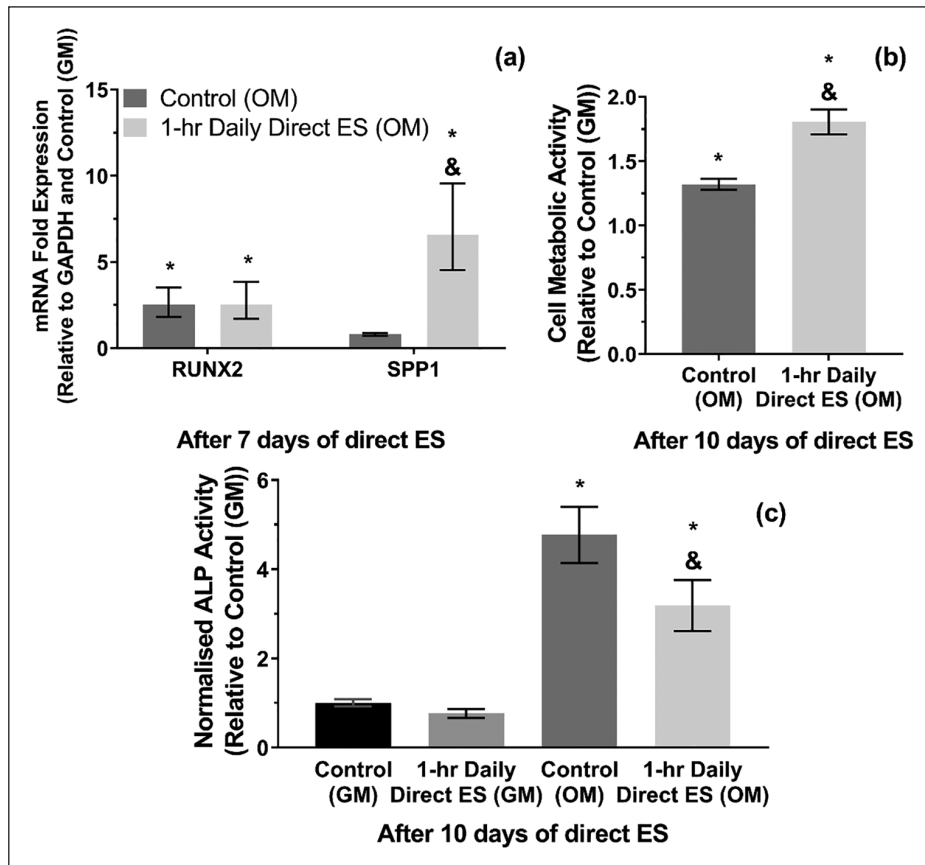 (a)
mRNA Fold Expression
(Relative to GAPDH and Control (GM))
15
10
5
0
Control (OM)
1-hr Daily Direct ES (OM)
*
*
*
&
RUNX2
SPP1
After 7 days of direct ES
(b)
Cell Metabolic Activity
(Relative to Control (GM))
2.0
1.5
1.0
0.5
0.0
*
*
&
Control
(OM)
1-hr Daily
Direct ES (OM)
After 10 days of direct ES
(c)
Normalised ALP Activity
(Relative to Control (GM))
6
4
2
0
*
*
&
Control
(GM)
1-hr Daily
Direct ES (GM)
Control
(OM)
1-hr Daily
Direct ES (OM)
After 10 days of direct ES